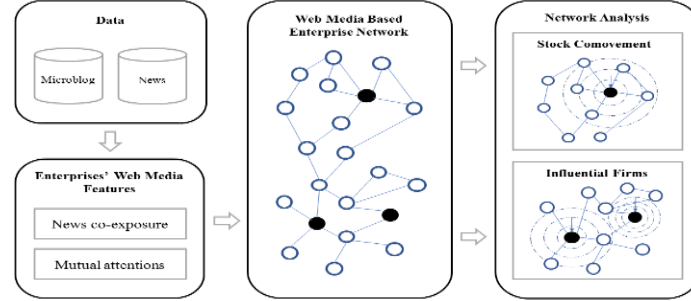 Data
Microblog
News
Enterprises' Web Media
Features
News co-exposure
Mutual attentions
Web Media Based
Enterprise Network
Network Analysis
Stock Comovement
Influential Firms